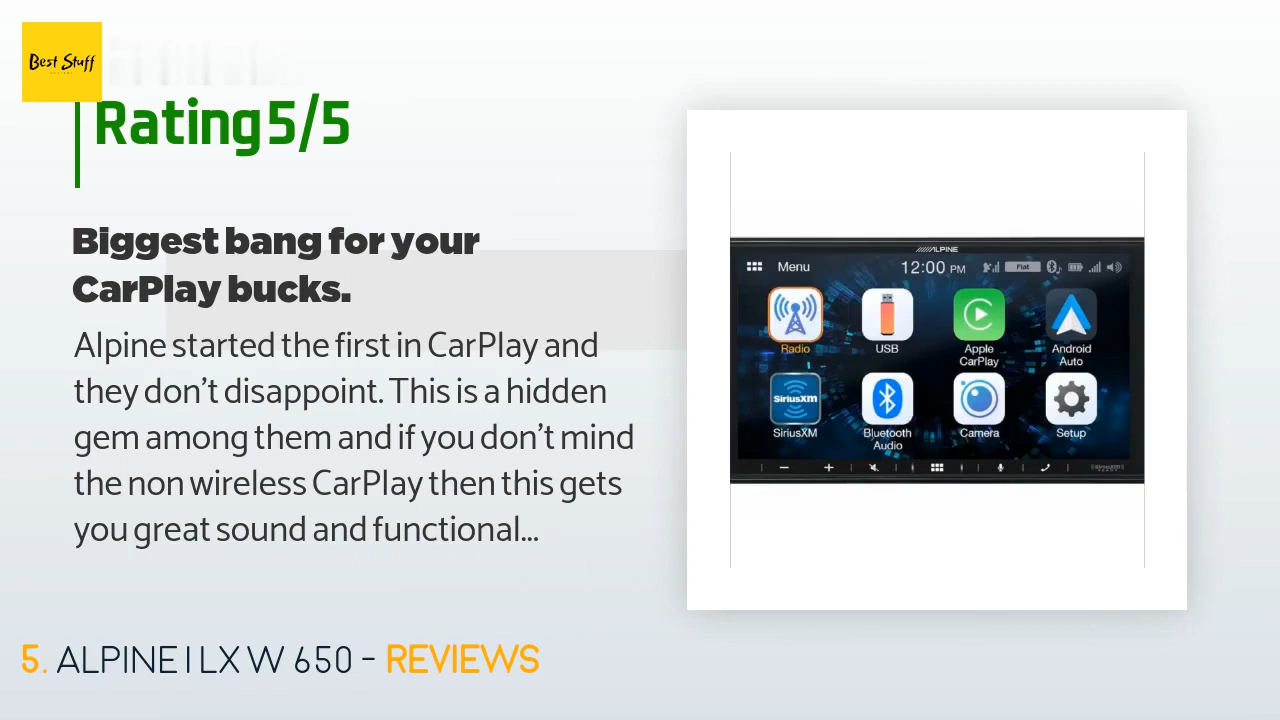 Best Stuff
Rating 5/5
Biggest bang for your
CarPlay bucks.
Alpine started the first in CarPlay and
they don't disappoint. This is a hidden
gem among them and if you don't mind
the non wireless CarPlay then this gets
you great sound and functional...
ALPINE
Menu
12:00 PM
Flat
Radio
USB
Apple
CarPlay
Android
Auto
SiriusXM
SiriusXM
Bluetooth
Audio
Camera
Setup
5. ALPINE I LX W 650 - REVIEWS